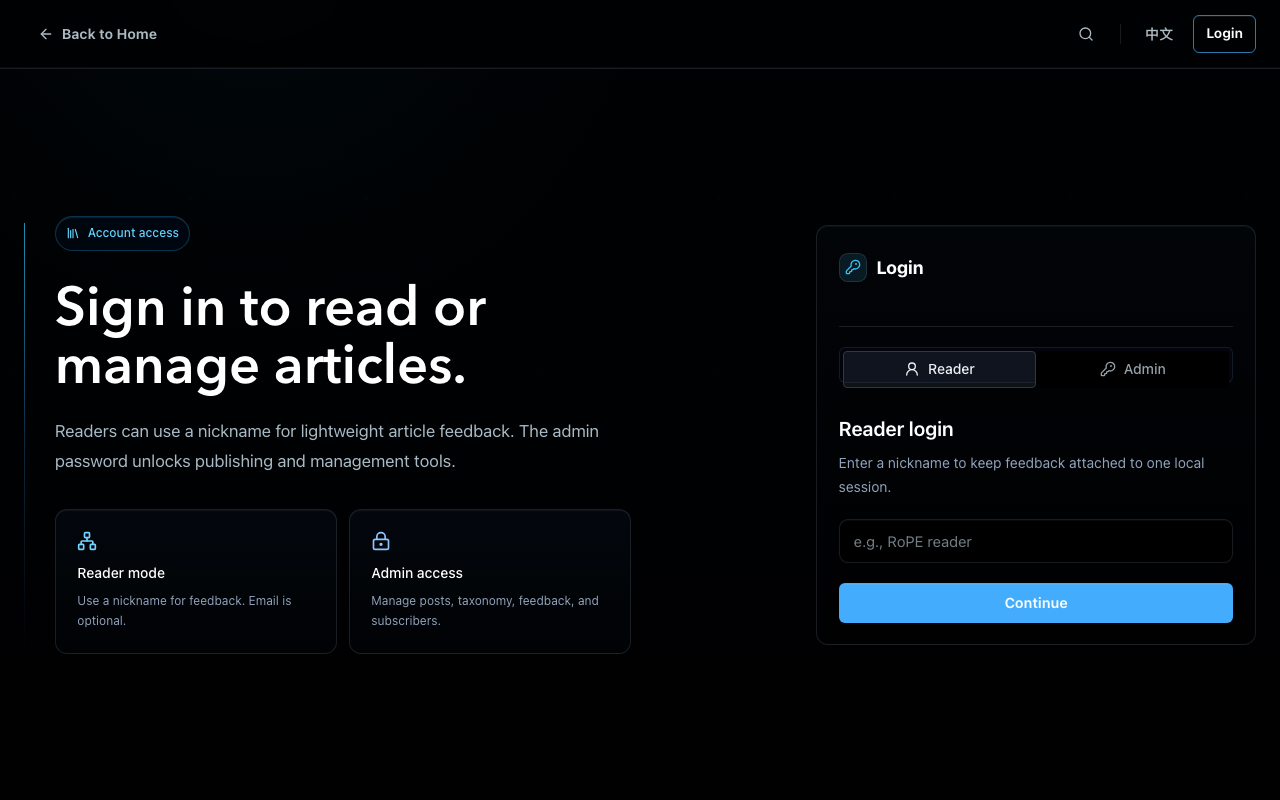 Back to Home
中文
Login
Account access
Sign in to read or
manage articles.
Readers can use a nickname for lightweight article feedback. The admin
password unlocks publishing and management tools.
Reader mode
Use a nickname for feedback. Email is
optional.
Admin access
Manage posts, taxonomy, feedback, and
subscribers.
Login
Reader
Admin
Reader login
Enter a nickname to keep feedback attached to one local
session.
e.g., RoPE reader
Continue